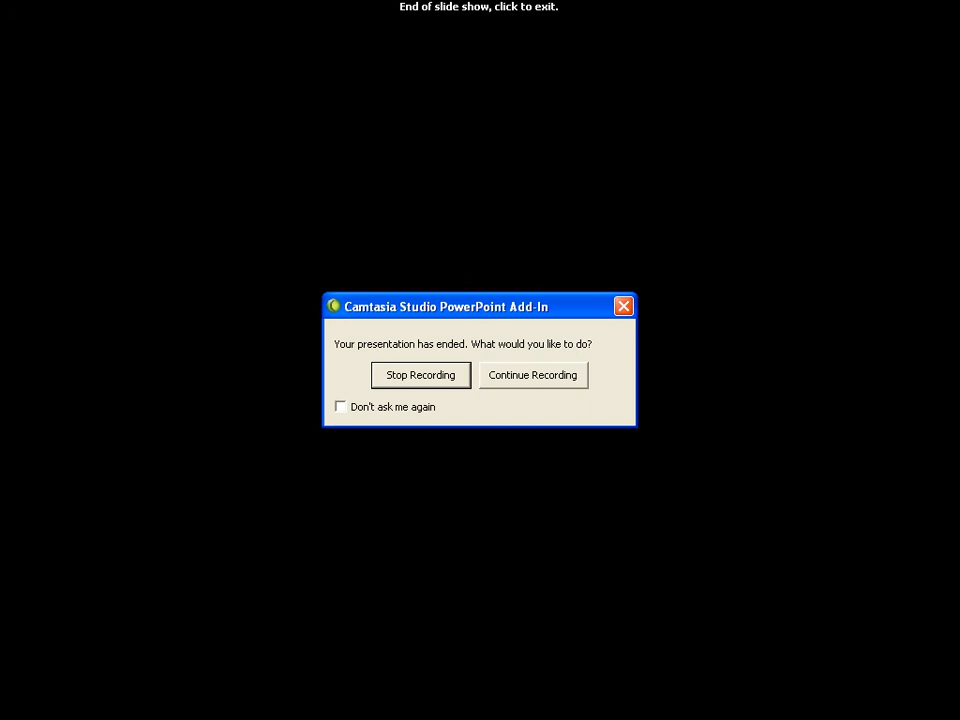 End of slide show, click to exit.
Camtasia Studio PowerPoint Add-In
Your presentation has ended. What would you like to do?
Stop Recording
Continue Recording
Don't ask me again